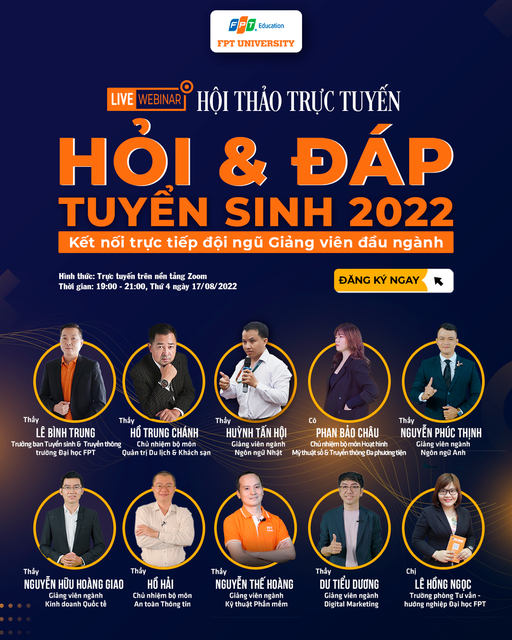 FPT Education
FPT UNIVERSITY
LIVE WEBINAR HỘI THẢO TRỰC TUYẾN
HỎI & ĐÁP
TUYỂN SINH 2022
Kết nối trực tiếp đội ngũ Giảng viên đầu ngành
Hình thức: Trực tuyến trên nền tảng Zoom
Thời gian: 19:00 - 21:00, Thứ 4 ngày 17/08/2022
ĐĂNG KÝ NGAY
Thầy
LÊ BÌNH TRUNG
Trưởng ban Tuyển sinh & Truyền thông
trường Đại học FPT
Thầy
HỒ TRUNG CHÁNH
Chủ nhiệm bộ môn
Quản trị Du lịch & Khách sạn
Thầy
HUỲNH TẤN HỘI
Giảng viên ngành
Ngôn ngữ Nhật
Cô
PHAN BẢO CHÂU
Chủ nhiệm bộ môn Hoạt hình
Mỹ thuật số & Truyền thông Đa phương tiện
Thầy
NGUYỄN PHÚC THỊNH
Giảng viên ngành
Ngôn ngữ Anh
Thầy
NGUYỄN HỮU HOÀNG GIAO
Giảng viên ngành
Kinh doanh Quốc tế
Thầy
HỒ HẢI
Chủ nhiệm bộ môn
An toàn Thông tin
Thầy
NGUYỄN THẾ HOÀNG
Giảng viên ngành
Kỹ thuật Phần mềm
Thầy
DƯ TIỂU DƯƠNG
Giảng viên ngành
Digital Marketing
Chị
LÊ HỒNG NGỌC
Trưởng phòng Tư vấn -
hướng nghiệp Đại học FPT